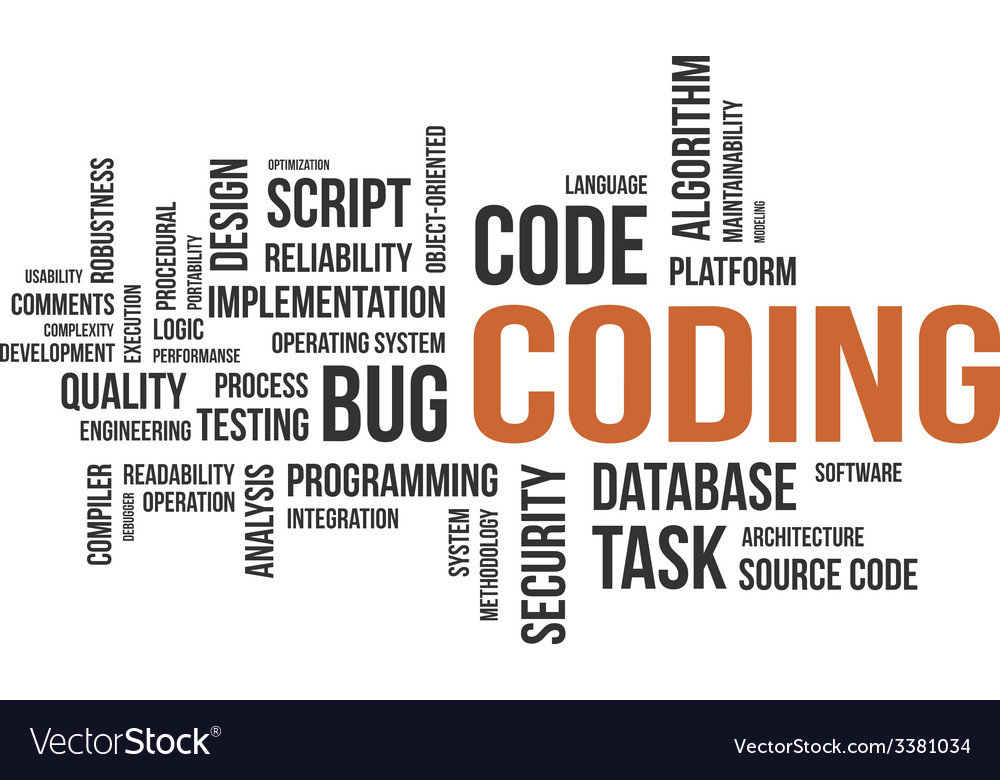 ALGORITHM
MAINTAINABILITY
MODELING
LANGUAGE
CODE
PLATFORM
OBJECT-ORIENTED
OPTIMIZATION
SCRIPT
DESIGN
RELIABILITY
ROBUSTNESS
PROCEDURAL
PORTABILITY
USABILITY
COMMENTS
COMPLEXITY
DEVELOPMENT
EXECUTION
IMPLEMENTATION
LOGIC
PERFORMANSE
OPERATING SYSTEM
CODING
QUALITY
PROCESS
BUG
ENGINEERING
TESTING
COMPILER
READABILITY
DEBUGGER
OPERATION
ANALYSIS
PROGRAMMING
INTEGRATION
SYSTEM
METHODOLOGY
SECURITY
DATABASE
SOFTWARE
TASK
ARCHITECTURE
SOURCE CODE
VectorStock®
VectorStock.com/3381034